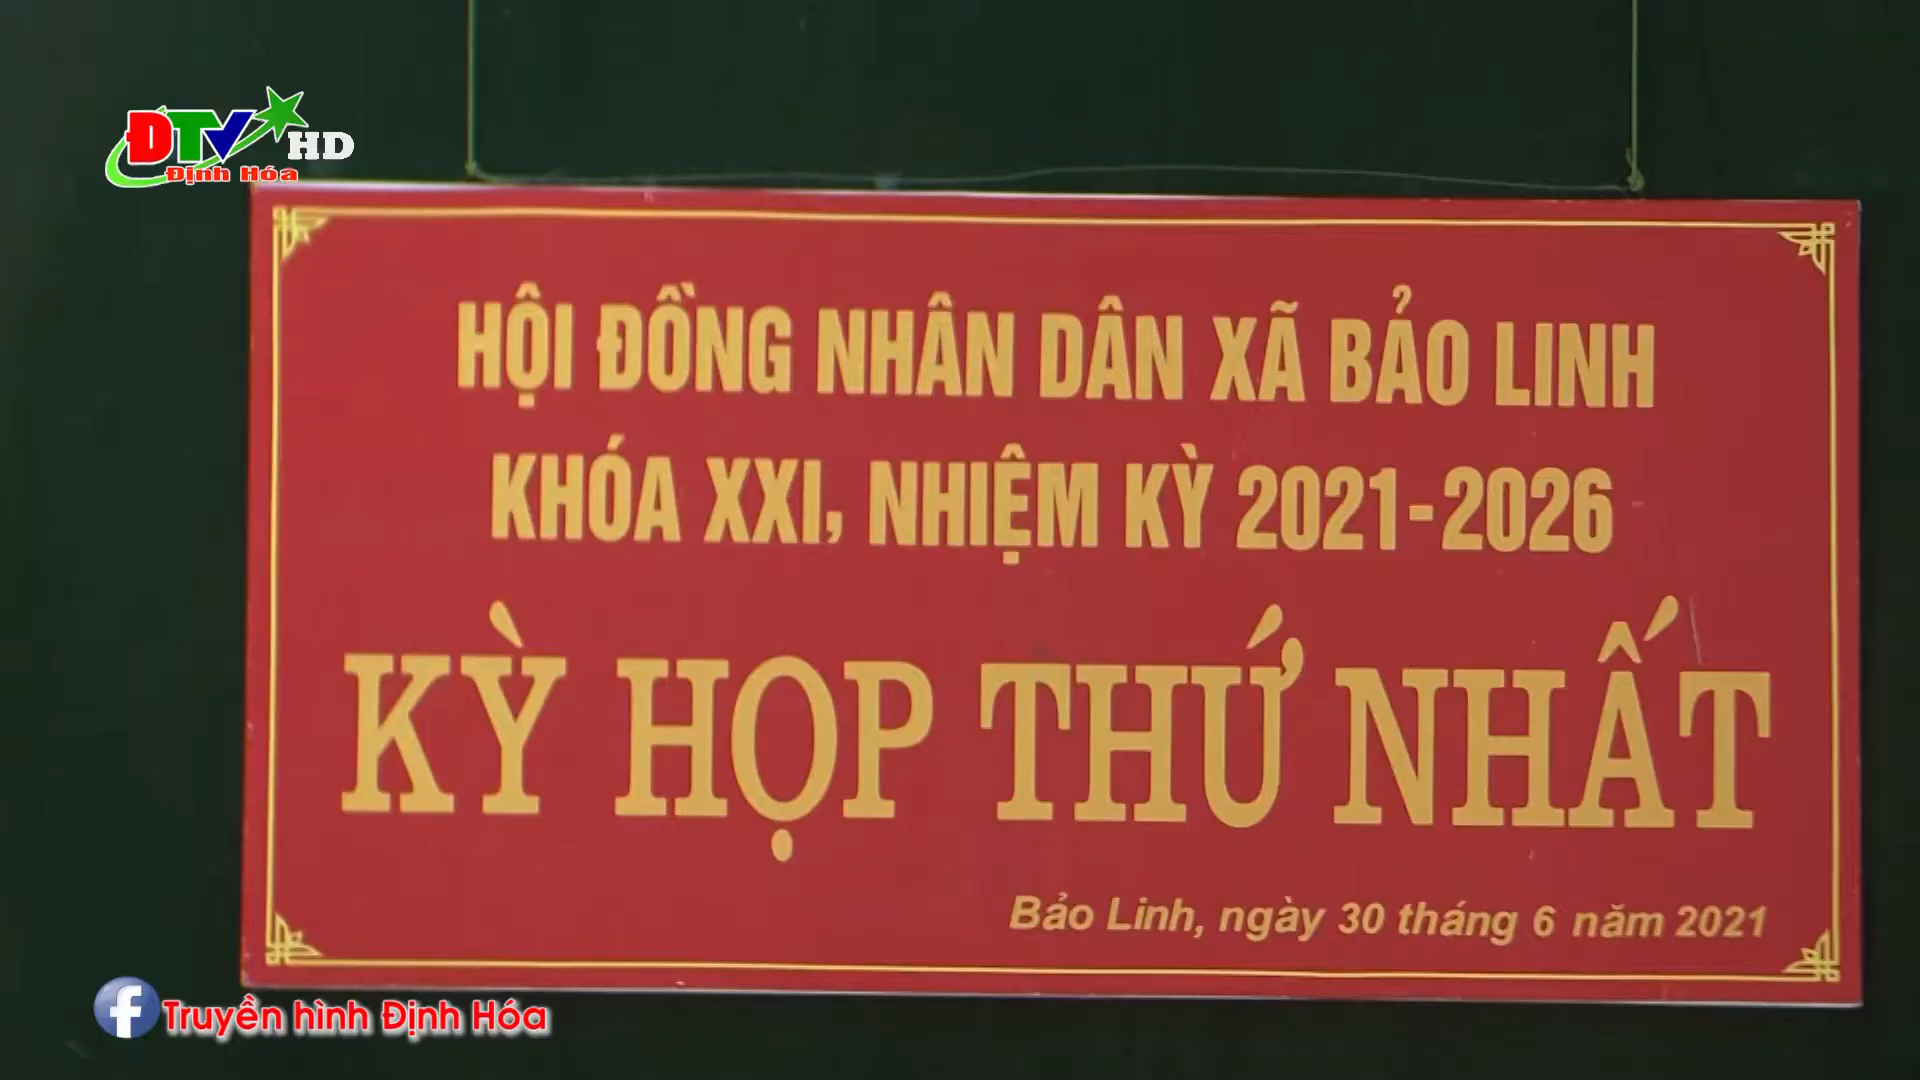 ĐTV HD
Định Hóa
HỘI ĐỒNG NHÂN DÂN XÃ BẢO LINH
KHÓA XXI, NHIỆM KỲ 2021-2026
KỲ HỌP THỨ NHẤT
Bảo Linh, ngày 30 tháng 6 năm 2021
f Truyền hình Định Hóa